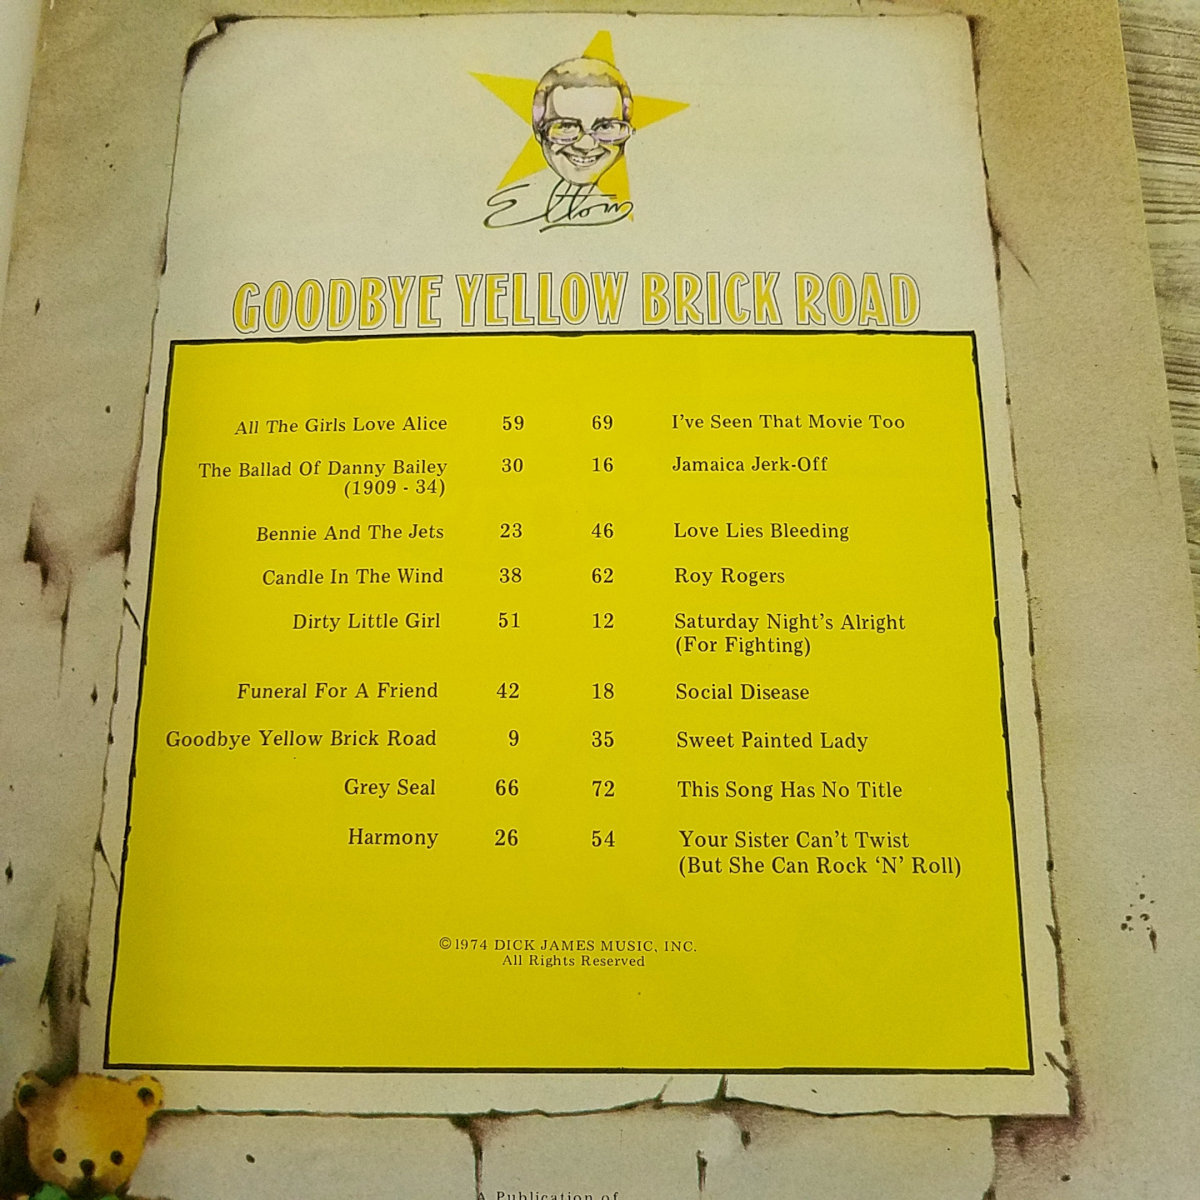 Elton
GOODBYE YELLOW BRICK ROAD
All The Girls Love Alice 59
The Ballad Of Danny Bailey 30
(1909 - 34)
Bennie And The Jets 23
Candle In The Wind 38
Dirty Little Girl 51
Funeral For A Friend 42
Goodbye Yellow Brick Road 9
Grey Seal 66
Harmony 26
69 I've Seen That Movie Too
16 Jamaica Jerk-Off
46 Love Lies Bleeding
62 Roy Rogers
12 Saturday Night's Alright
(For Fighting)
18 Social Disease
35 Sweet Painted Lady
72 This Song Has No Title
54 Your Sister Can't Twist
(But She Can Rock ‘N’ Roll)
©1974 DICK JAMES MUSIC, INC.
All Rights Reserved
A Publication of